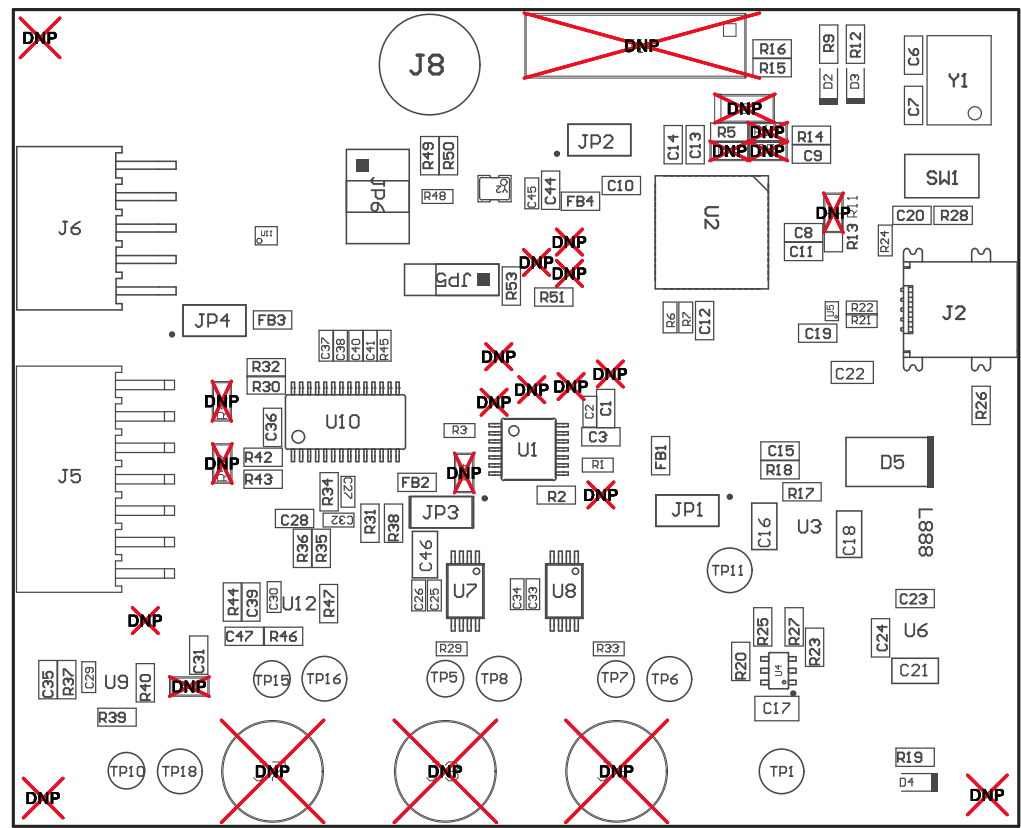 DNP
J8
DNP
R16
R15
R9
R12
D2
D3
C6
C7
Y1
DNP
R5
DNP
R14
DNP
DNP
C9
C14
C13
JP2
R49
R50
JP6
R48
Y2
C45
C44
FB4
C10
U2
SW1
DNP
R11
R13
C8
C11
C20
R28
R24
J6
U11
DNP
DNP
DNP
JP5
R53
R51
R6
R7
C12
U5
R22
R21
C19
J2
JP4
FB3
C37
C38
C40
C41
R45
R32
R30
DNP
C22
R26
DNP
DNP
DNP
DNP
DNP
C2
C1
C3
C36
U10
R3
U1
R1
FB1
R42
R43
DNP
DNP
J5
R34
C27
FB2
R2
DNP
JP3
JP1
C15
R18
R17
D5
C28
C32
R31
R38
R36
R35
C46
C16
U3
C18
L888
TP11
R44
C39
C30
U12
R47
C26
C25
U7
C34
C33
U8
C23
C24
U6
C21
DNP
C47
R46
R29
R33
R25
R27
R23
R20
U4
C17
C35
R37
C29
U9
R40
C31
DNP
TP15
TP16
TP5
TP8
TP7
TP6
R39
TP10
TP18
DNP
DNP
DNP
TP1
R19
D4
DNP
DNP